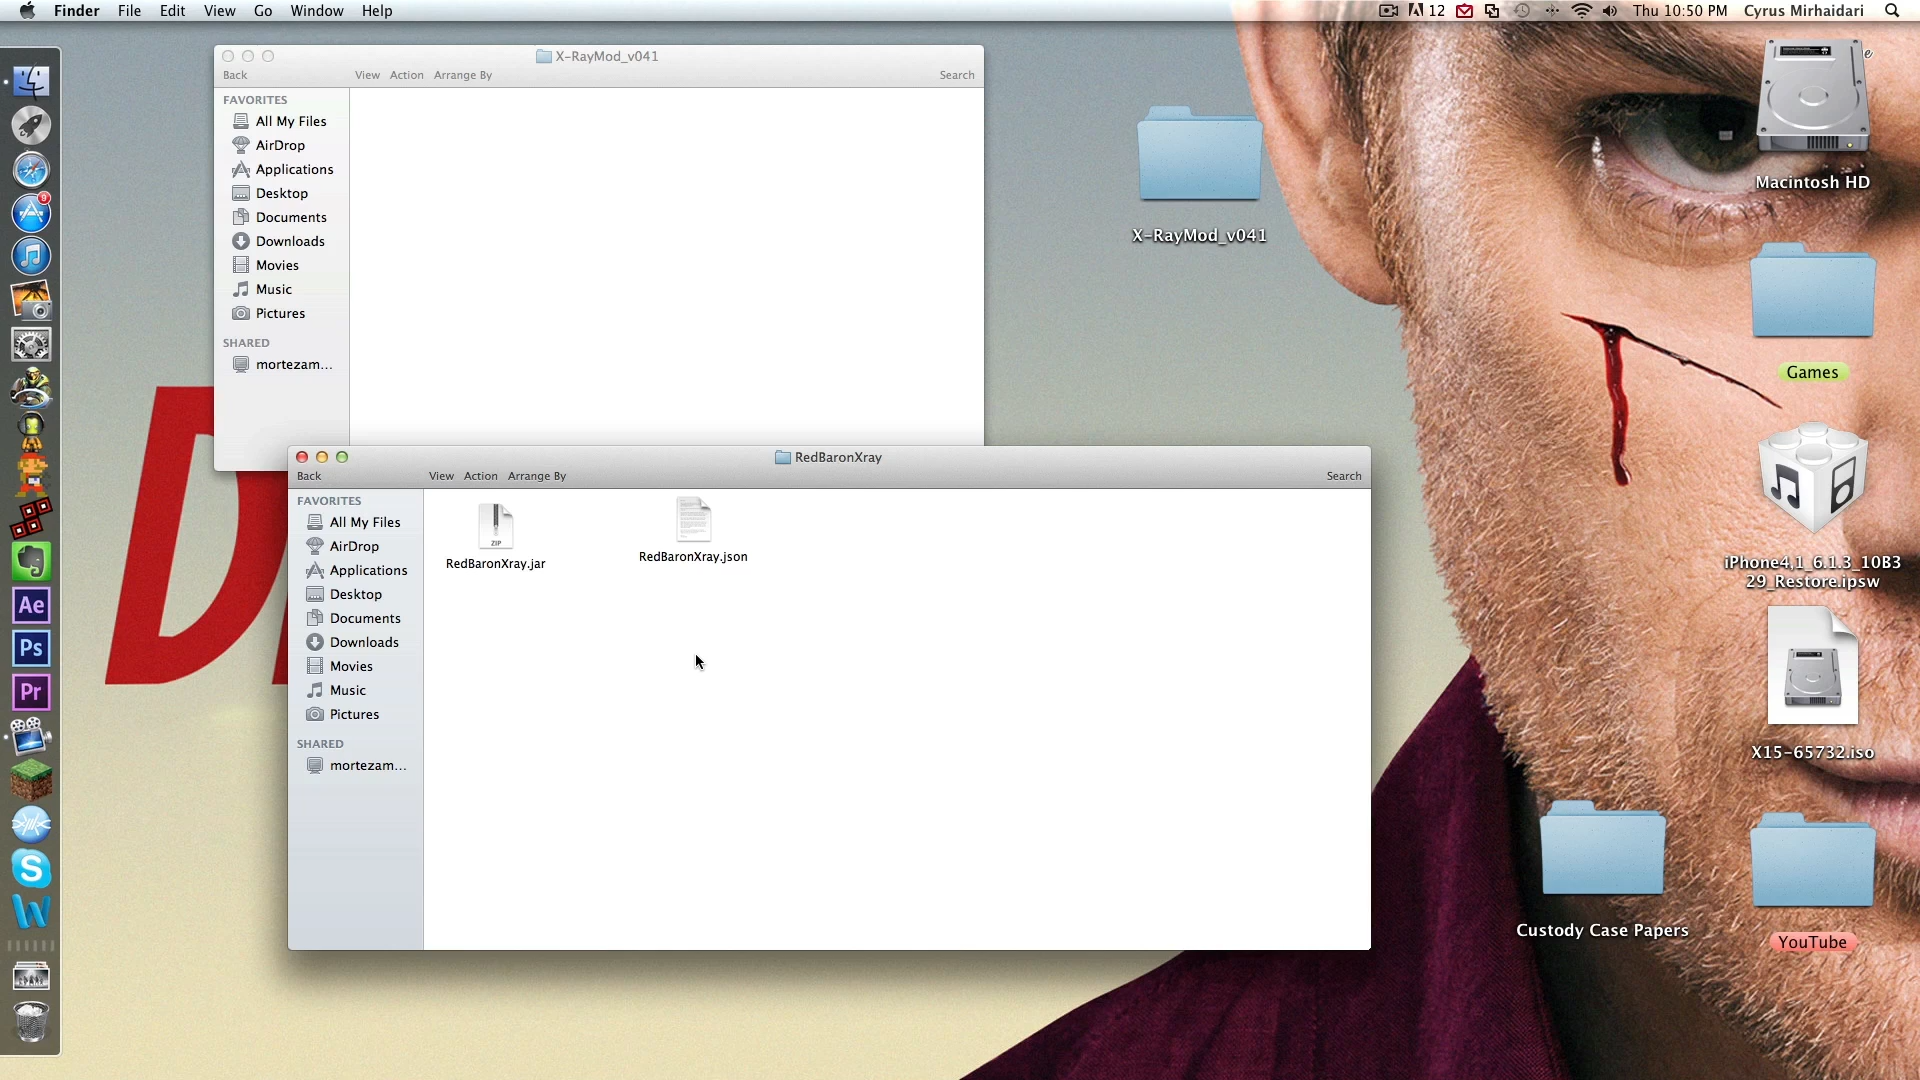 Finder File Edit View Go Window Help
12 Thu 10:50 PM Cyrus Mirhaidari
X-RayMod_v041
Back View Action Arrange By Search
FAVORITES
All My Files
AirDrop
Applications
Desktop
Documents
Downloads
Movies
Music
Pictures
SHARED
mortezam...
RedBaronXray
Back View Action Arrange By Search
FAVORITES
All My Files
AirDrop
Applications
Desktop
Documents
Downloads
Movies
Music
Pictures
SHARED
mortezam...
ZIP
RedBaronXray.jar
RedBaronXray.json
X-RayMod_v041
Macintosh HD
Games
iPhone4,1_6.1.3_10B3
29_Restore.ipsw
X15-65732.iso
Custody Case Papers
YouTube
9
Ae
Ps
Pr
S
W
D